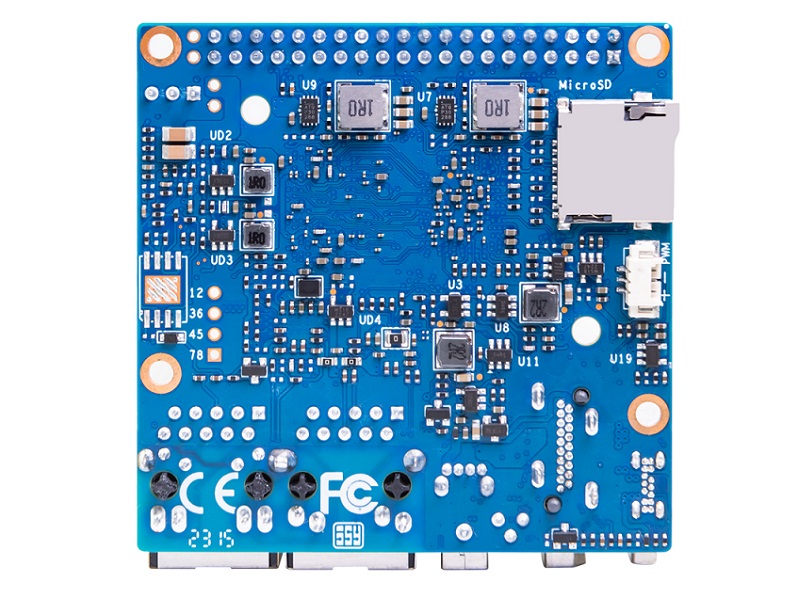 U9
U7
MicroSD
1R0
1R0
UD2
1R0
1R0
UD3
PWM
+ -
12
36
45
78
UD4
U3
2R2
U8
2R2
U11
U19
CE
FC
2315